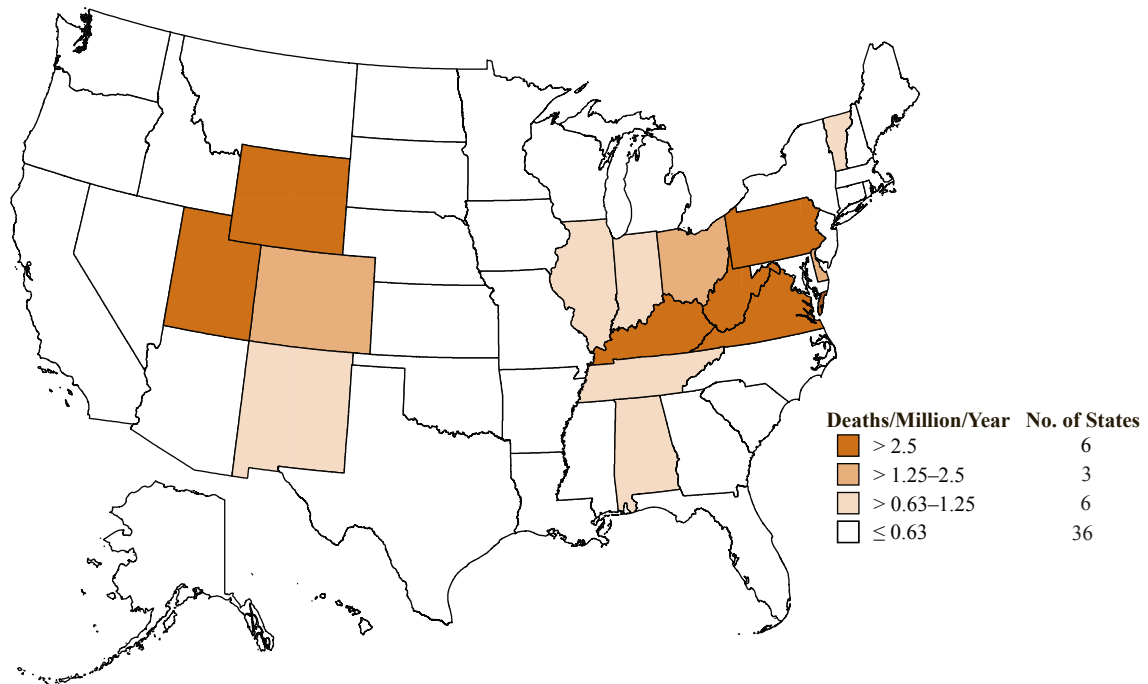 Deaths/Million/Year No. of States
> 2.5 6
> 1.25–2.5 3
> 0.63–1.25 6
≤ 0.63 36